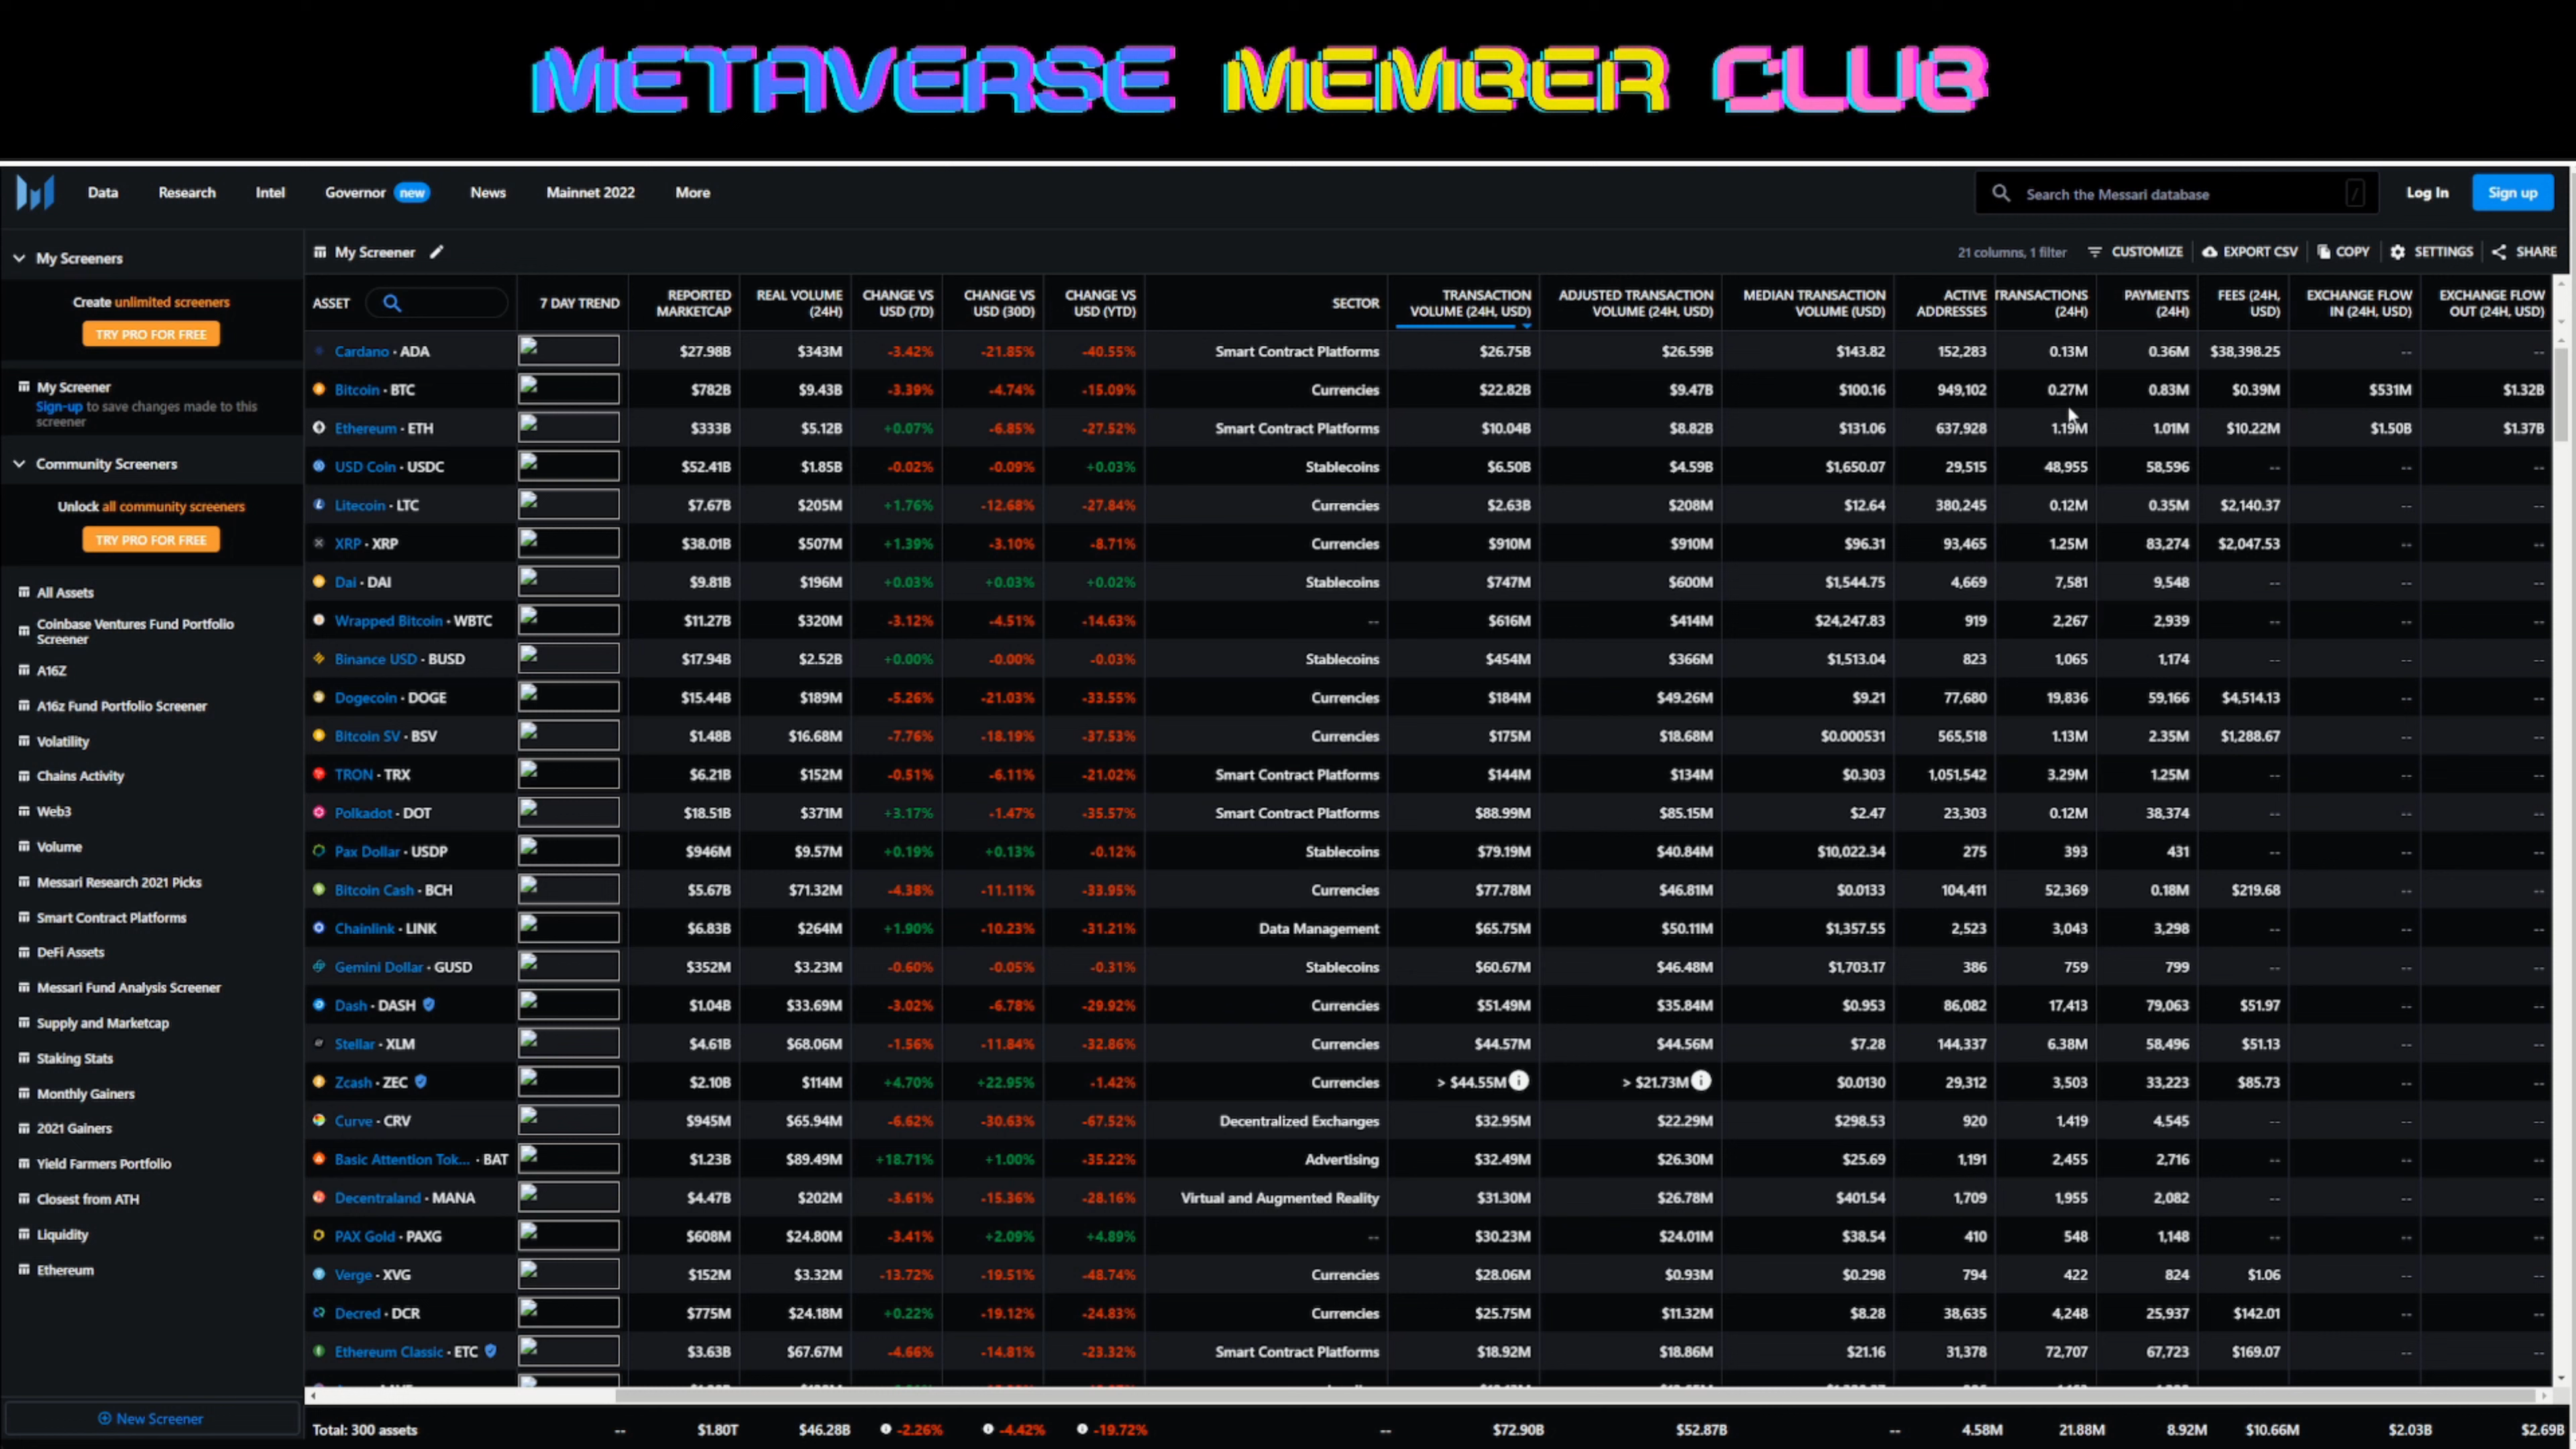 METAVERSE MEMBER CLUB
Data Research Intel Governor new News Mainnet 2022 More Search the Messari database / Log In Sign up
My Screeners
Create unlimited screeners
TRY PRO FOR FREE
My Screener
Sign-up to save changes made to this
screener
Community Screeners
Unlock all community screeners
TRY PRO FOR FREE
All Assets
Coinbase Ventures Fund Portfolio
Screener
A16Z
A16z Fund Portfolio Screener
Volatility
Chains Activity
Web3
Volume
Messari Research 2021 Picks
Smart Contract Platforms
DeFi Assets
Messari Fund Analysis Screener
Supply and Marketcap
Staking Stats
Monthly Gainers
2021 Gainers
Yield Farmers Portfolio
Closest from ATH
Liquidity
Ethereum
New Screener
My Screener 21 columns, 1 filter CUSTOMIZE EXPORT CSV COPY SETTINGS SHARE
ASSET 7 DAY TREND REPORTED MARKETCAP REAL VOLUME (24H) CHANGE VS USD (7D) CHANGE VS USD (30D) CHANGE VS USD (YTD) SECTOR TRANSACTION VOLUME (24H, USD) ADJUSTED TRANSACTION VOLUME (24H, USD) MEDIAN TRANSACTION VOLUME (USD) ACTIVE ADDRESSES TRANSACTIONS (24H) PAYMENTS (24H) FEES (24H, USD) EXCHANGE FLOW IN (24H, USD) EXCHANGE FLOW OUT (24H, USD)
Cardano · ADA $27.98B $343M -3.42% -21.85% -40.55% Smart Contract Platforms $26.75B $26.59B $143.82 152,283 0.13M 0.36M $38,398.25 -- --
Bitcoin · BTC $782B $9.43B -3.39% -4.74% -15.09% Currencies $22.82B $9.47B $100.16 949,102 0.27M 0.83M $0.39M $531M $1.32B
Ethereum · ETH $333B $5.12B +0.07% -6.85% -27.52% Smart Contract Platforms $10.04B $8.82B $131.06 637,928 1.19M 1.01M $10.22M $1.50B $1.37B
USD Coin · USDC $52.41B $1.85B -0.02% -0.09% +0.03% Stablecoins $6.50B $4.59B $1,650.07 29,515 48,955 58,596 -- -- --
Litecoin · LTC $7.67B $205M +1.76% -12.68% -27.84% Currencies $2.63B $208M $12.64 380,245 0.12M 0.35M $2,140.37 -- --
XRP · XRP $38.01B $507M +1.39% -3.10% -8.71% Currencies $910M $910M $96.31 93,465 1.25M 83,274 $2,047.53 -- --
Dai · DAI $9.81B $196M +0.03% +0.03% +0.02% Stablecoins $747M $600M $1,544.75 4,669 7,581 9,548 -- -- --
Wrapped Bitcoin · WBTC $11.27B $320M -3.12% -4.51% -14.63% -- $616M $414M $24,247.83 919 2,267 2,939 -- -- --
Binance USD · BUSD $17.94B $2.52B +0.00% -0.00% -0.03% Stablecoins $454M $366M $1,513.04 823 1,065 1,174 -- -- --
Dogecoin · DOGE $15.44B $189M -5.26% -21.03% -33.55% Currencies $184M $49.26M $9.21 77,680 19,836 59,166 $4,514.13 -- --
Bitcoin SV · BSV $1.48B $16.68M -7.76% -18.19% -37.53% Currencies $175M $18.68M $0.000531 565,518 1.13M 2.35M $1,288.67 -- --
TRON · TRX $6.21B $152M -0.51% -6.11% -21.02% Smart Contract Platforms $144M $134M $0.303 1,051,542 3.29M 1.25M -- -- --
Polkadot · DOT $18.51B $371M +3.17% -1.47% -35.57% Smart Contract Platforms $88.99M $85.15M $2.47 23,303 0.12M 38,374 -- -- --
Pax Dollar · USDP $946M $9.57M +0.19% +0.13% -0.12% Stablecoins $79.19M $40.84M $10,022.34 275 393 431 -- -- --
Bitcoin Cash · BCH $5.67B $71.32M -4.38% -11.11% -33.95% Currencies $77.78M $46.81M $0.0133 104,411 52,369 0.18M $219.68 -- --
Chainlink · LINK $6.83B $264M +1.90% -10.23% -31.21% Data Management $65.75M $50.11M $1,357.55 2,523 3,043 3,298 -- -- --
Gemini Dollar · GUSD $352M $3.23M -0.60% -0.05% -0.31% Stablecoins $60.67M $46.48M $1,703.17 386 759 799 -- -- --
Dash · DASH $1.04B $33.69M -3.02% -6.78% -29.92% Currencies $51.49M $35.84M $0.953 86,082 17,413 79,063 $51.97 -- --
Stellar · XLM $4.61B $68.06M -1.56% -11.84% -32.86% Currencies $44.57M $44.56M $7.28 144,337 6.38M 58,496 $51.13 -- --
Zcash · ZEC $2.10B $114M +4.70% +22.95% -1.42% Currencies > $44.55M > $21.73M $0.0130 29,312 3,503 33,223 $85.73 -- --
Curve · CRV $945M $65.94M -6.62% -30.63% -67.52% Decentralized Exchanges $32.95M $22.29M $298.53 920 1,419 4,545 -- -- --
Basic Attention Tok... · BAT $1.23B $89.49M +18.71% +1.00% -35.22% Advertising $32.49M $26.30M $25.69 1,191 2,455 2,716 -- -- --
Decentraland · MANA $4.47B $202M -3.61% -15.36% -28.16% Virtual and Augmented Reality $31.30M $26.78M $401.54 1,709 1,955 2,082 -- -- --
PAX Gold · PAXG $608M $24.80M -3.41% +2.09% +4.89% -- $30.23M $24.01M $38.54 410 548 1,148 -- -- --
Verge · XVG $152M $3.32M -13.72% -19.51% -48.74% Currencies $28.06M $0.93M $0.298 794 422 824 $1.06 -- --
Decred · DCR $775M $24.18M +0.22% -19.12% -24.83% Currencies $25.75M $11.32M $8.28 38,635 4,248 25,937 $142.01 -- --
Ethereum Classic · ETC $3.63B $67.67M -4.66% -14.81% -23.32% Smart Contract Platforms $18.92M $18.86M $21.16 31,378 72,707 67,723 $169.07 -- --
Total: 300 assets -- $1.80T $46.28B -2.26% -4.42% -19.72% -- $72.90B $52.87B -- 4.58M 21.88M 8.92M $10.66M $2.03B $2.69B